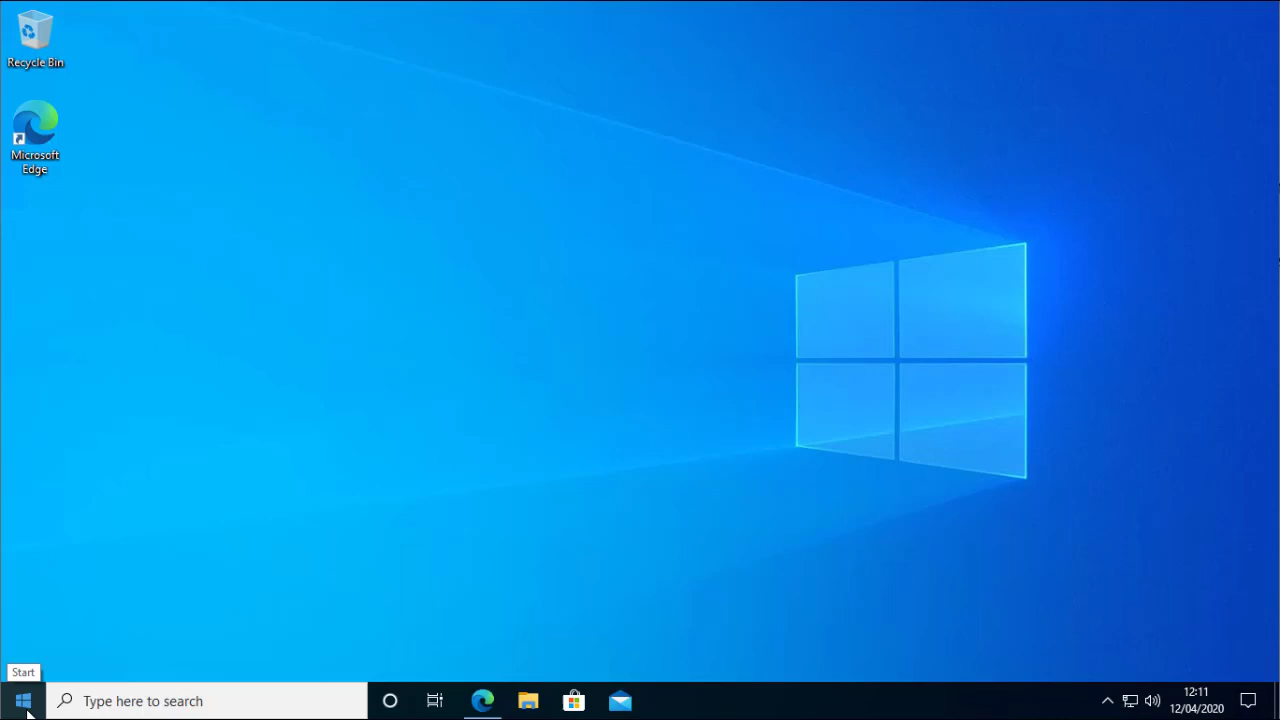 Recycle Bin
Microsoft
Edge
Start
Type here to search
12:11
12/04/2020